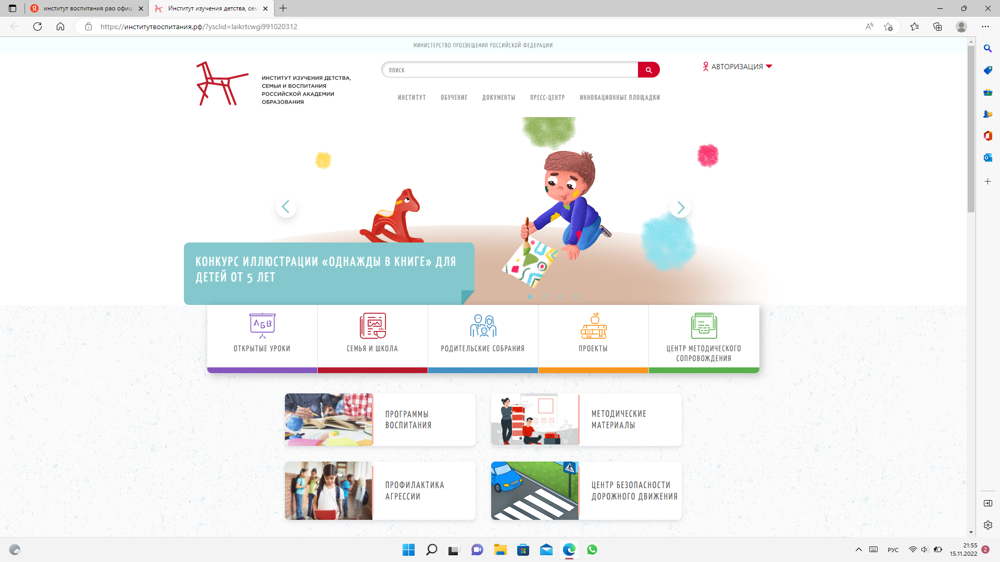 институт воспитания рао офиц
Институт изучения детства, сем
https://институтвоспитания.рф/?ysclid=laikrtcwgi991020312
МИНИСТЕРСТВО ПРОСВЕЩЕНИЯ РОССИЙСКОЙ ФЕДЕРАЦИИ
ИНСТИТУТ ИЗУЧЕНИЯ ДЕТСТВА,
СЕМЬИ И ВОСПИТАНИЯ
РОССИЙСКОЙ АКАДЕМИИ
ОБРАЗОВАНИЯ
ПОИСК
АВТОРИЗАЦИЯ
ИНСТИТУТ ОБУЧЕНИЕ ДОКУМЕНТЫ ПРЕСС-ЦЕНТР ИННОВАЦИОННЫЕ ПЛОЩАДКИ
КОНКУРС ИЛЛЮСТРАЦИИ «ОДНАЖДЫ В КНИГЕ» ДЛЯ
ДЕТЕЙ ОТ 5 ЛЕТ
АБВ
ОТКРЫТЫЕ УРОКИ
СЕМЬЯ И ШКОЛА
РОДИТЕЛЬСКИЕ СОБРАНИЯ
ПРОЕКТЫ
ЦЕНТР МЕТОДИЧЕСКОГО
СОПРОВОЖДЕНИЯ
ПРОГРАММЫ
ВОСПИТАНИЯ
МЕТОДИЧЕСКИЕ
МАТЕРИАЛЫ
ПРОФИЛАКТИКА
АГРЕССИИ
ЦЕНТР БЕЗОПАСНОСТИ
ДОРОЖНОГО ДВИЖЕНИЯ
РУС
21:55
15.11.2022
2